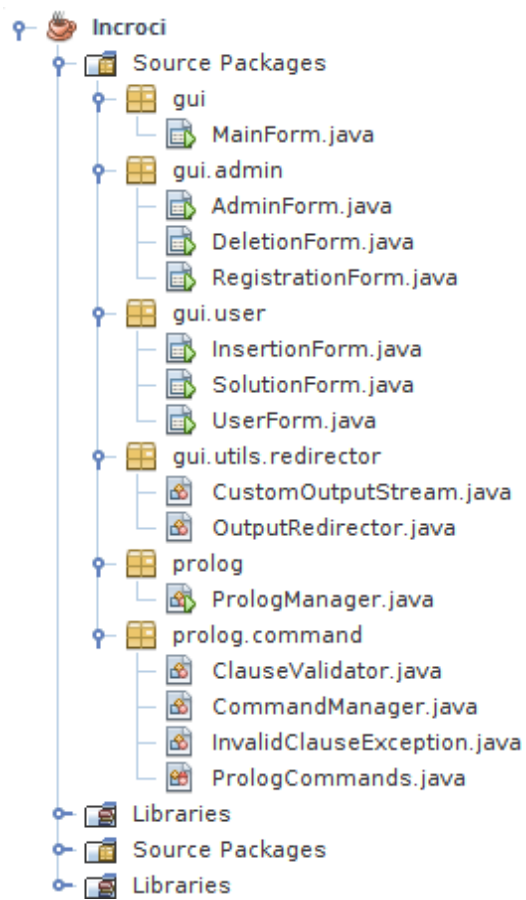 Incroci
Source Packages
gui
MainForm.java
gui.admin
AdminForm.java
DeletionForm.java
RegistrationForm.java
gui.user
InsertionForm.java
SolutionForm.java
UserForm.java
gui.utils.redirector
CustomOutputStream.java
OutputRedirector.java
prolog
PrologManager.java
prolog.command
ClauseValidator.java
CommandManager.java
InvalidClauseException.java
PrologCommands.java
Libraries
Source Packages
Libraries